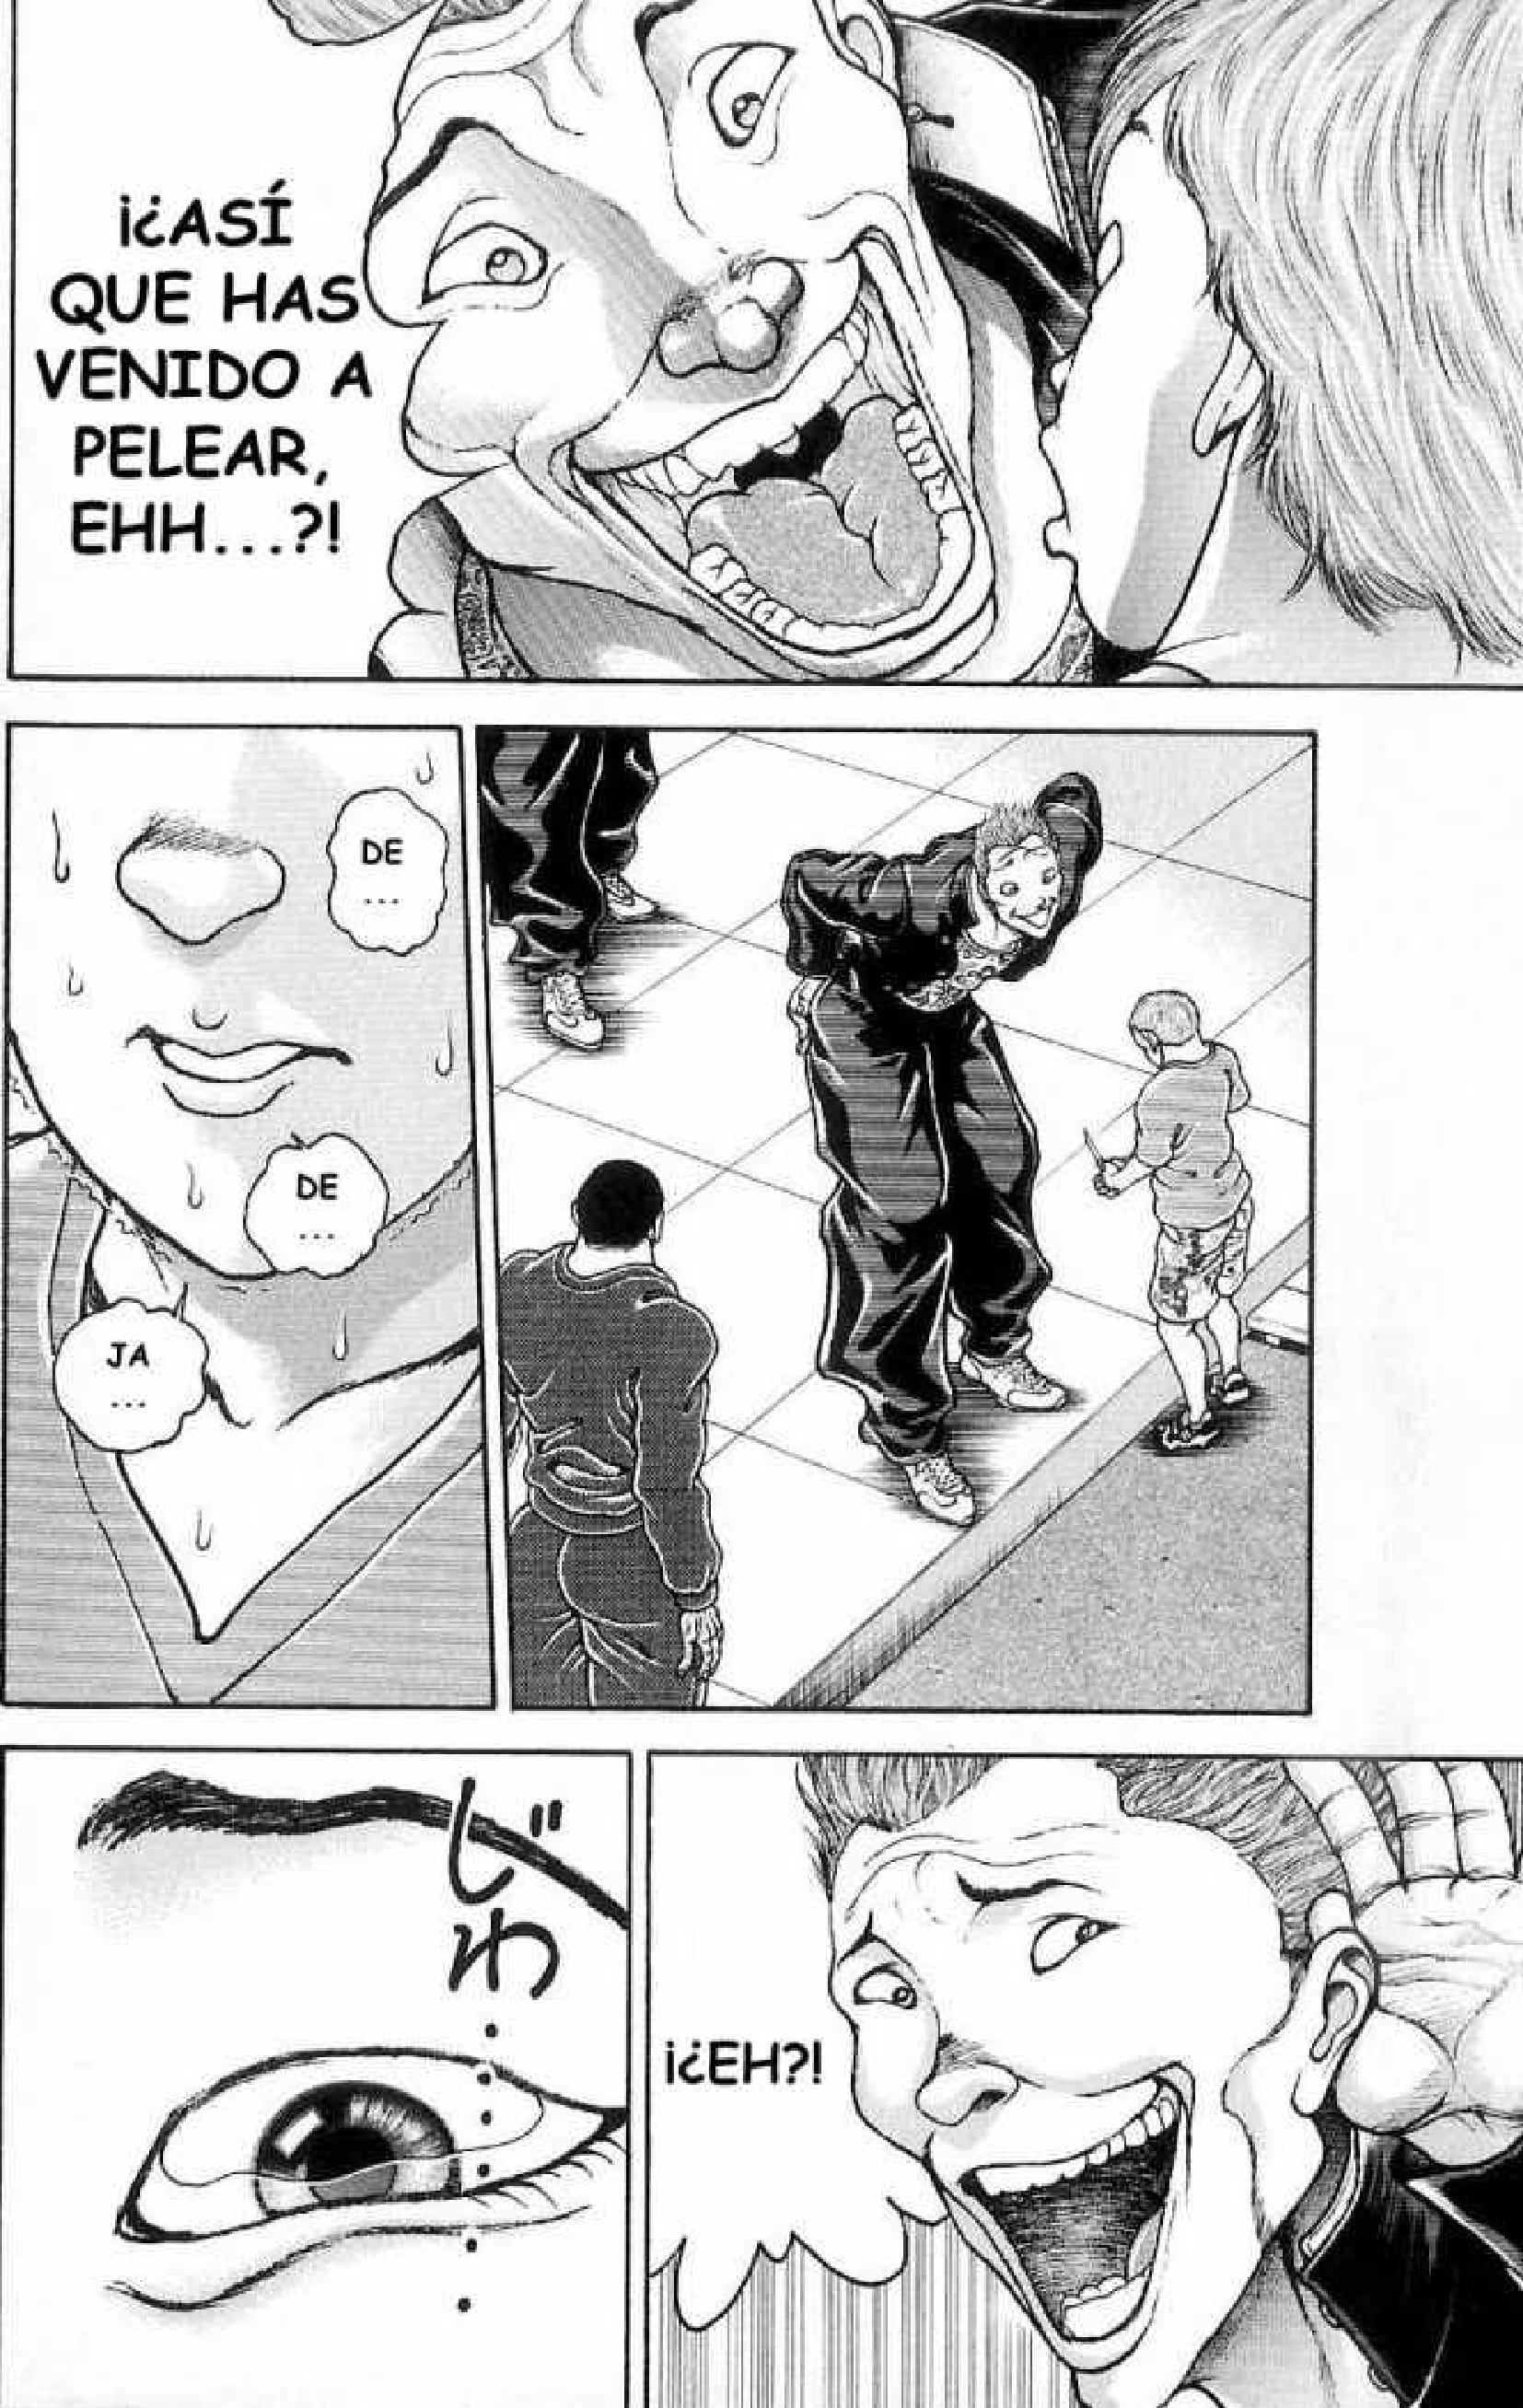 ¡¿ASÍ
QUE HAS
VENIDO A
PELEAR,
EHH...?!
DE
...
DE
...
JA
...
じわ......
¡¿EH?!